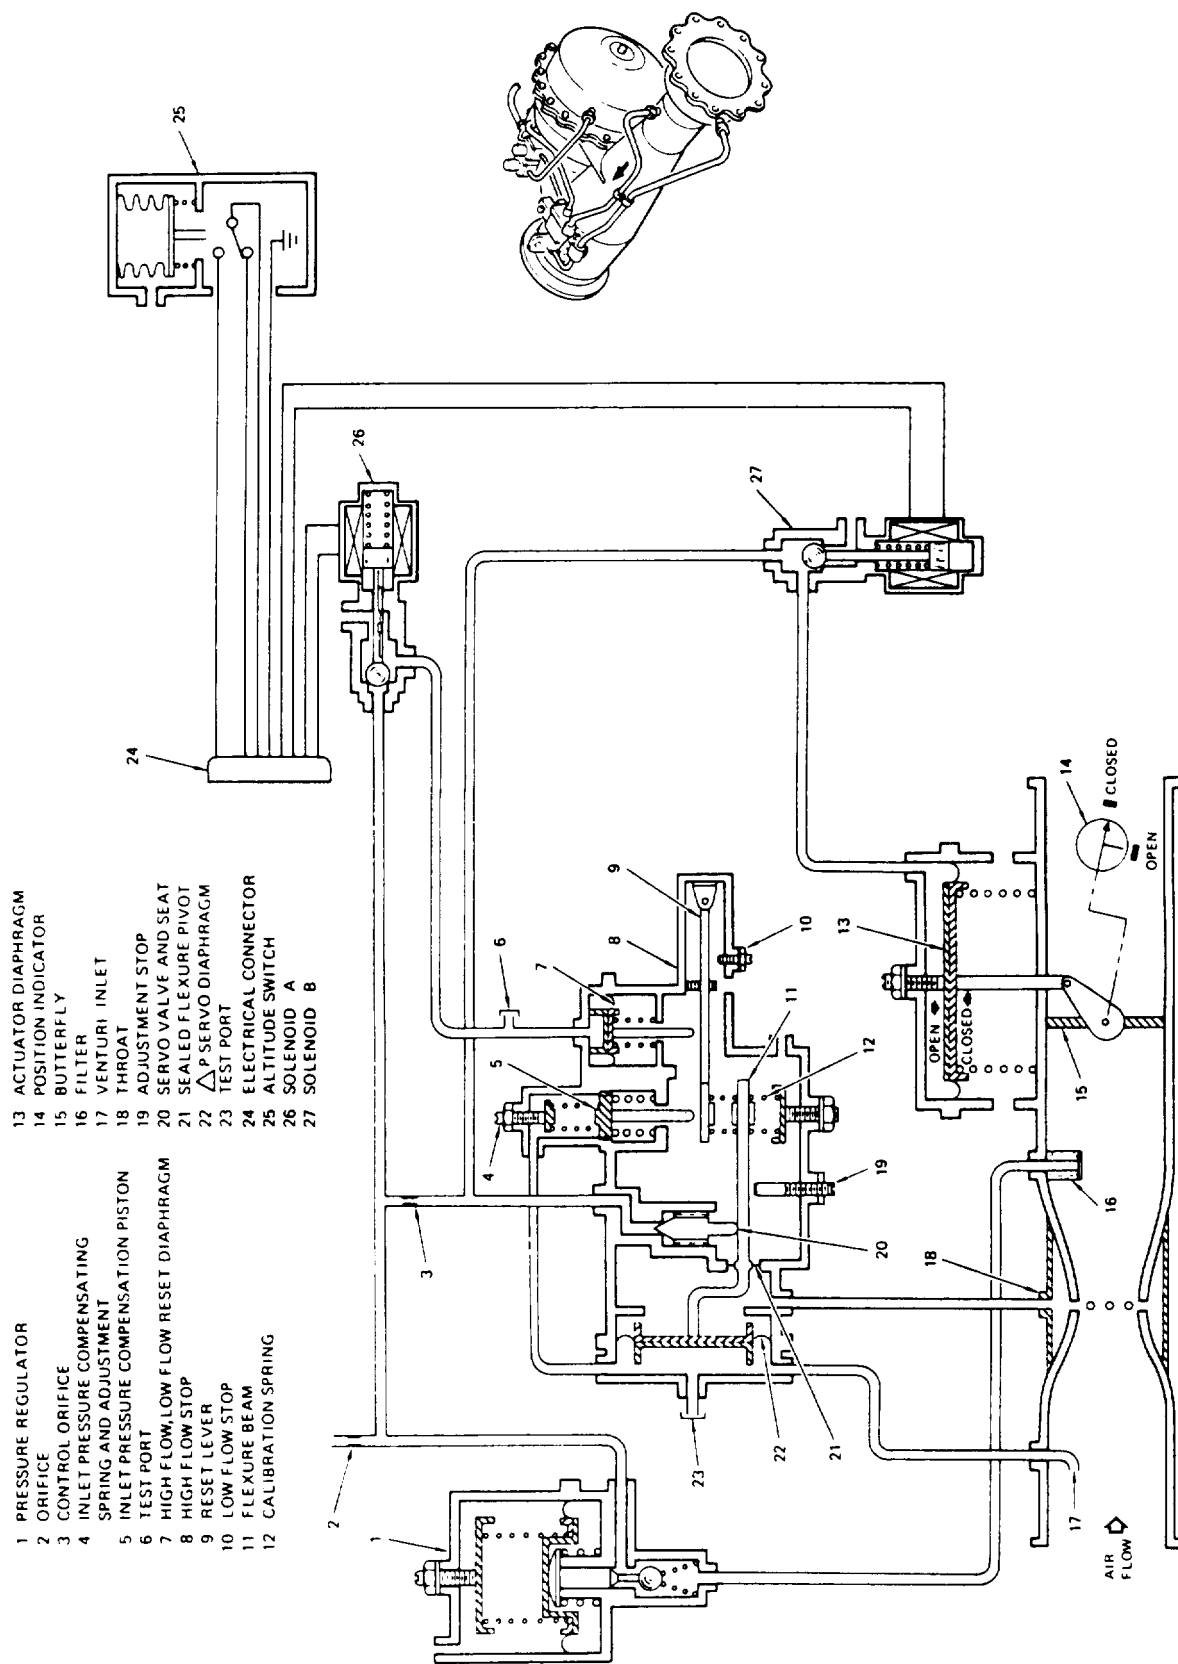 1 PRESSURE REGULATOR
2 ORIFICE
3 CONTROL ORIFICE
4 INLET PRESSURE COMPENSATING
SPRING AND ADJUSTMENT
5 INLET PRESSURE COMPENSATION PISTON
6 TEST PORT
7 HIGH FLOW, LOW FLOW RESET DIAPHRAGM
8 HIGH FLOW STOP
9 RESET LEVER
10 LOW FLOW STOP
11 FLEXURE BEAM
12 CALIBRATION SPRING
13 ACTUATOR DIAPHRAGM
14 POSITION INDICATOR
15 BUTTERFLY
16 FILTER
17 VENTURI INLET
18 THROAT
19 ADJUSTMENT STOP
20 SERVO VALVE AND SEAT
21 SEALED FLEXURE PIVOT
22 △P SERVO DIAPHRAGM
23 TEST PORT
24 ELECTRICAL CONNECTOR
25 ALTITUDE SWITCH
26 SOLENOID A
27 SOLENOID B
1
2
3
4
5
6
7
8
9
10
11
12
13
14
15
16
17
18
19
20
21
22
23
24
25
26
27
OPEN
CLOSED
CLOSED
OPEN
AIR
FLOW